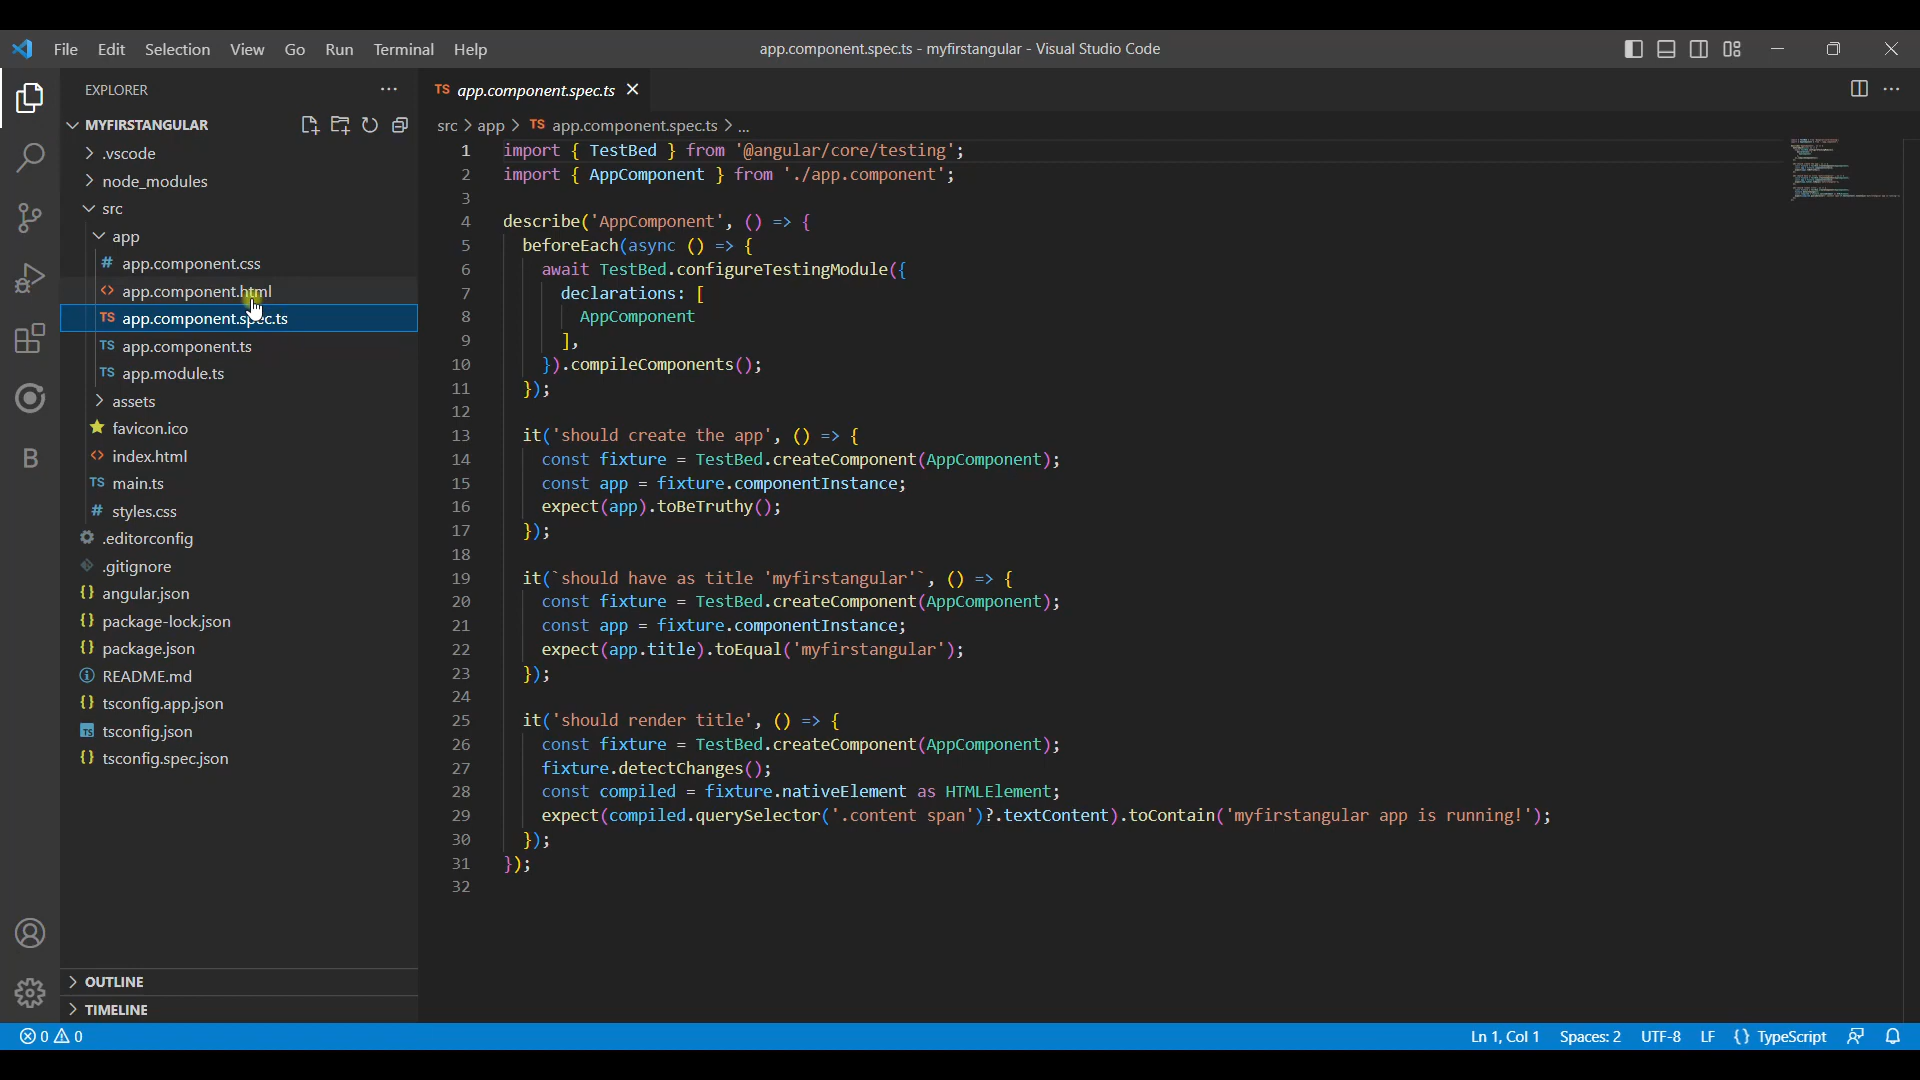 File Edit Selection View Go Run Terminal Help
app.component.spec.ts - myfirstangular - Visual Studio Code
EXPLORER
MYFIRSTANGULAR
.vscode
node_modules
src
app
# app.component.css
<> app.component.html
TS app.component.spec.ts
TS app.component.ts
TS app.module.ts
assets
favicon.ico
<> index.html
TS main.ts
# styles.css
.editorconfig
.gitignore
{} angular.json
{} package-lock.json
{} package.json
README.md
{} tsconfig.app.json
TS tsconfig.json
{} tsconfig.spec.json
OUTLINE
TIMELINE
B
TS app.component.spec.ts
src > app > TS app.component.spec.ts > ...
1 import { TestBed } from '@angular/core/testing';
2 import { AppComponent } from './app.component';
3
4 describe('AppComponent', () => {
5 beforeEach(async () => {
6 await TestBed.configureTestingModule({
7 declarations: [
8 AppComponent
9 ],
10 }).compileComponents();
11 });
12
13 it('should create the app', () => {
14 const fixture = TestBed.createComponent(AppComponent);
15 const app = fixture.componentInstance;
16 expect(app).toBeTruthy();
17 });
18
19 it(`should have as title 'myfirstangular'`, () => {
20 const fixture = TestBed.createComponent(AppComponent);
21 const app = fixture.componentInstance;
22 expect(app.title).toEqual('myfirstangular');
23 });
24
25 it('should render title', () => {
26 const fixture = TestBed.createComponent(AppComponent);
27 fixture.detectChanges();
28 const compiled = fixture.nativeElement as HTMLElement;
29 expect(compiled.querySelector('.content span')?.textContent).toContain('myfirstangular app is running!');
30 });
31 });
32
0 0
Ln 1, Col 1 Spaces: 2 UTF-8 LF {} TypeScript